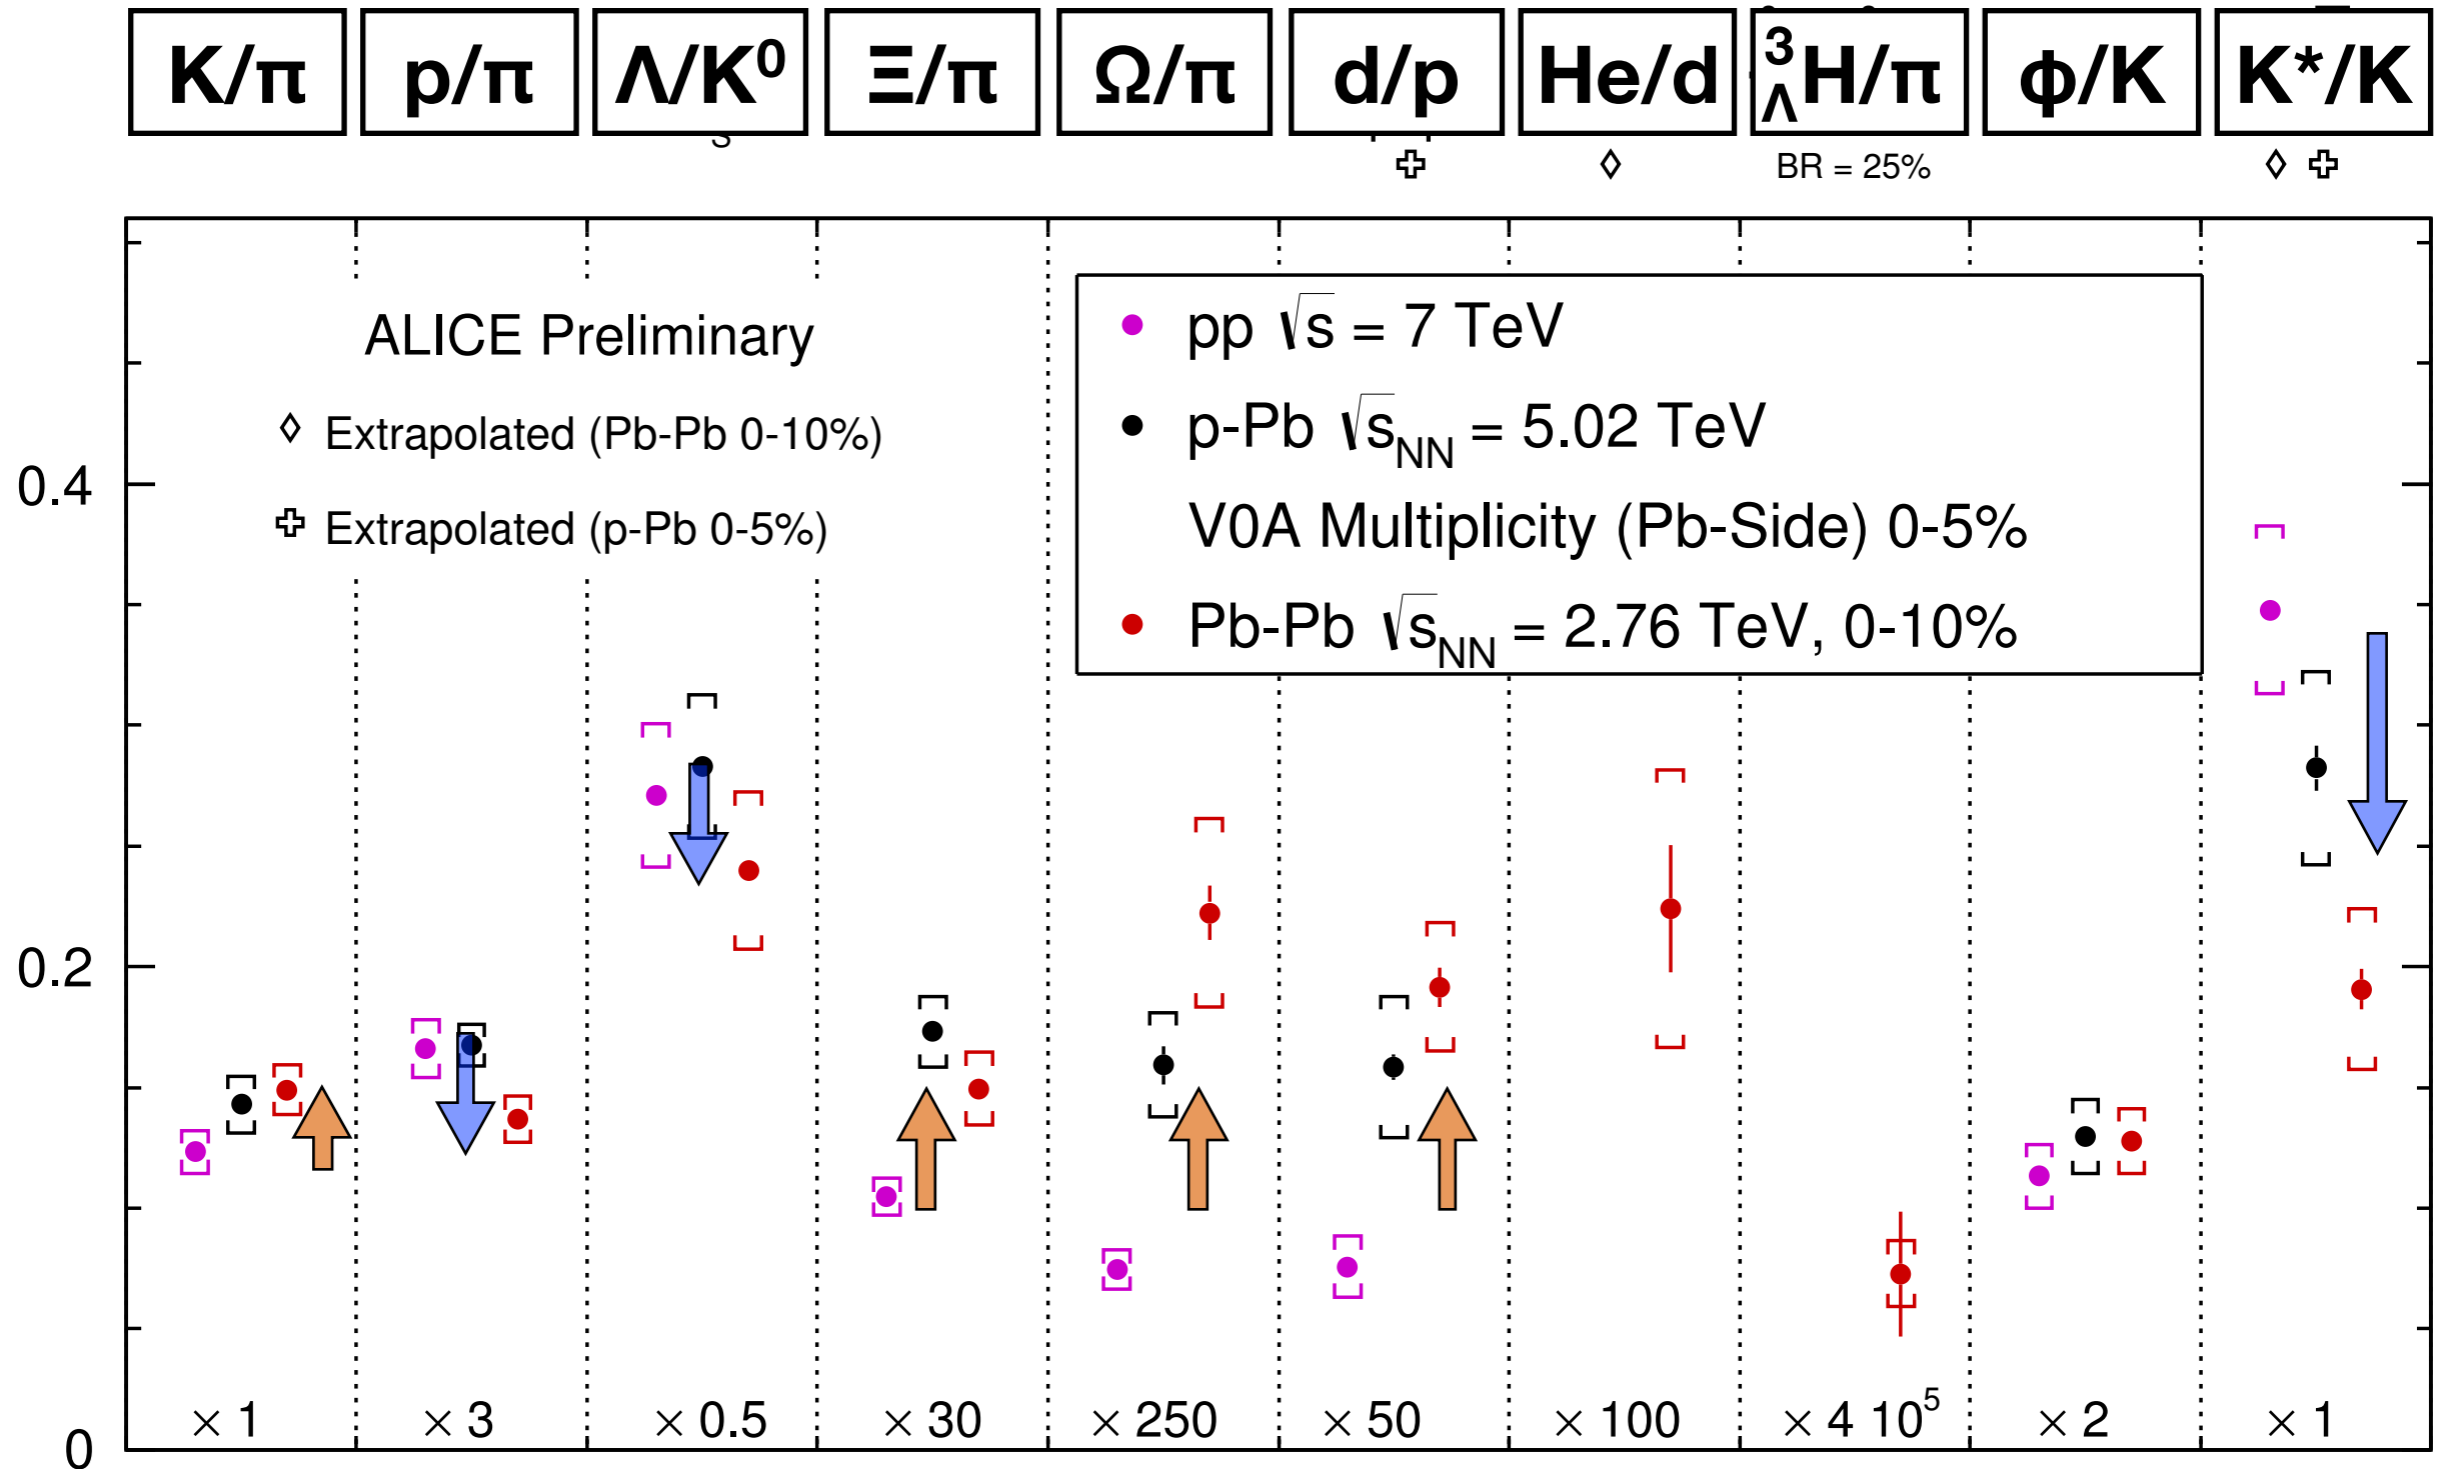 K/π p/π Λ/K⁰ Ξ/π Ω/π d/p He/d ³ΛH/π ϕ/K K*/K
s
BR = 25%
ALICE Preliminary
Extrapolated (Pb-Pb 0-10%)
Extrapolated (p-Pb 0-5%)
pp √s = 7 TeV
p-Pb √sNN = 5.02 TeV
V0A Multiplicity (Pb-Side) 0-5%
Pb-Pb √sNN = 2.76 TeV, 0-10%
0.4
0.2
0
× 1 × 3 × 0.5 × 30 × 250 × 50 × 100 × 4 10⁵ × 2 × 1